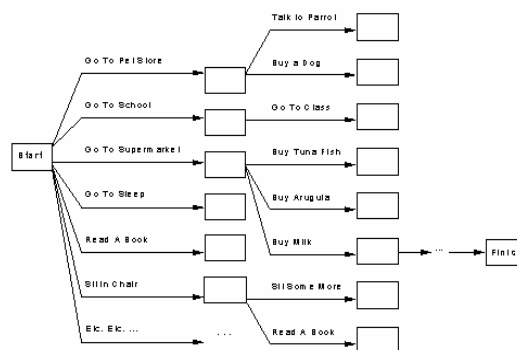 Talk to Parrot
Go To Pet Store
Buy a Dog
Go To School
Go To Class
Start
Go To Supermarket
Buy Tuna Fish
Go To Sleep
Buy Arugula
Read A Book
Buy Milk
...
Finish
Sit in Chair
Sit Some More
Etc. Etc. ...
...
Read A Book